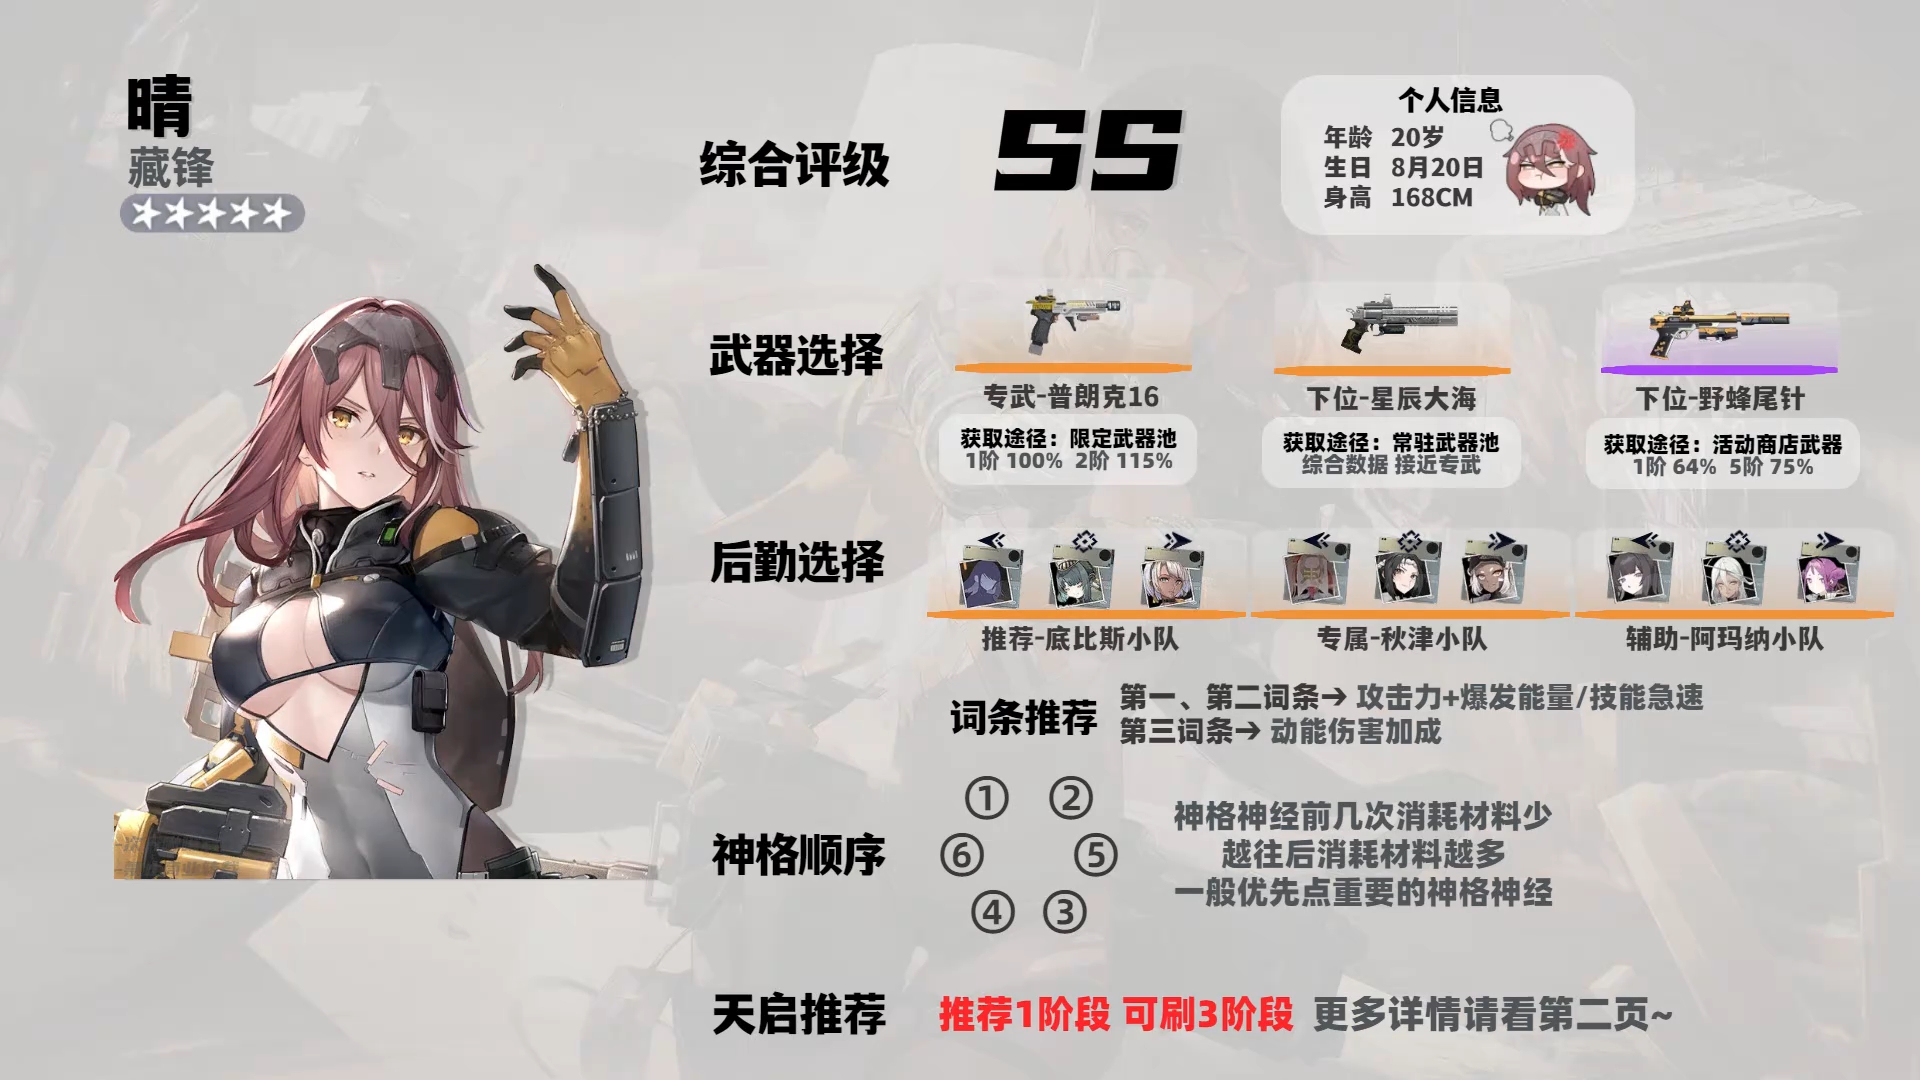 晴
藏锋
综合评级
SS
个人信息
年龄 20岁
生日 8月20日
身高 168CM
武器选择
专武-普朗克16
获取途径：限定武器池
1阶 100% 2阶 115%
下位-星辰大海
获取途径：常驻武器池
综合数据 接近专武
下位-野蜂尾针
获取途径：活动商店武器
1阶 64% 5阶 75%
后勤选择
推荐-底比斯小队
专属-秋津小队
辅助-阿玛纳小队
词条推荐
第一、第二词条→ 攻击力+爆发能量/技能急速
第三词条→ 动能伤害加成
神格顺序
① ②
⑥ ⑤
④ ③
神格神经前几次消耗材料少
越往后消耗材料越多
一般优先点重要的神格神经
天启推荐
推荐1阶段 可刷3阶段 更多详情请看第二页~